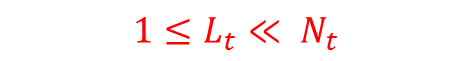 1 ≤ L_t ≪ N_t